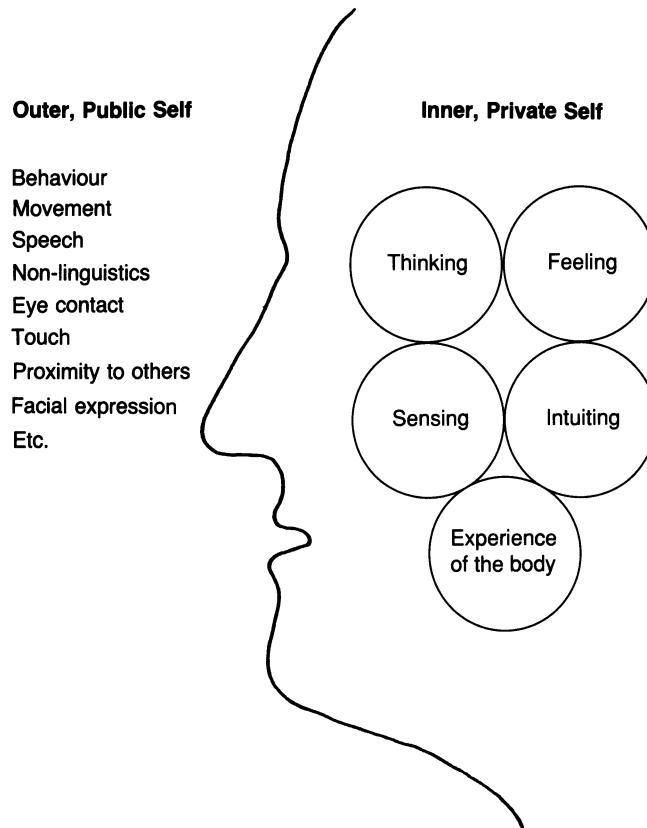 Outer, Public Self
Behaviour
Movement
Speech
Non-linguistics
Eye contact
Touch
Proximity to others
Facial expression
Etc.
Inner, Private Self
Thinking
Feeling
Sensing
Intuiting
Experience
of the body